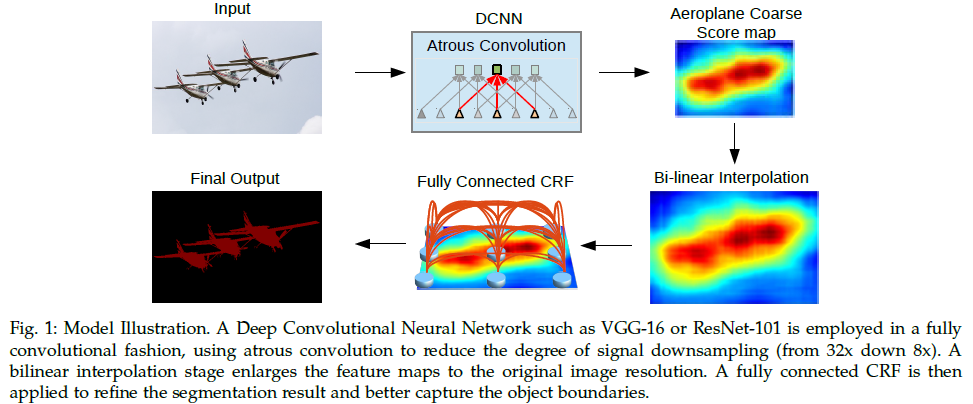 Input
DCNN
Atrous Convolution
Aeroplane Coarse
Score map
Bi-linear Interpolation
Fully Connected CRF
Final Output
Fig. 1: Model Illustration. A Deep Convolutional Neural Network such as VGG-16 or ResNet-101 is employed in a fully
convolutional fashion, using atrous convolution to reduce the degree of signal downsampling (from 32x down 8x). A
bilinear interpolation stage enlarges the feature maps to the original image resolution. A fully connected CRF is then
applied to refine the segmentation result and better capture the object boundaries.